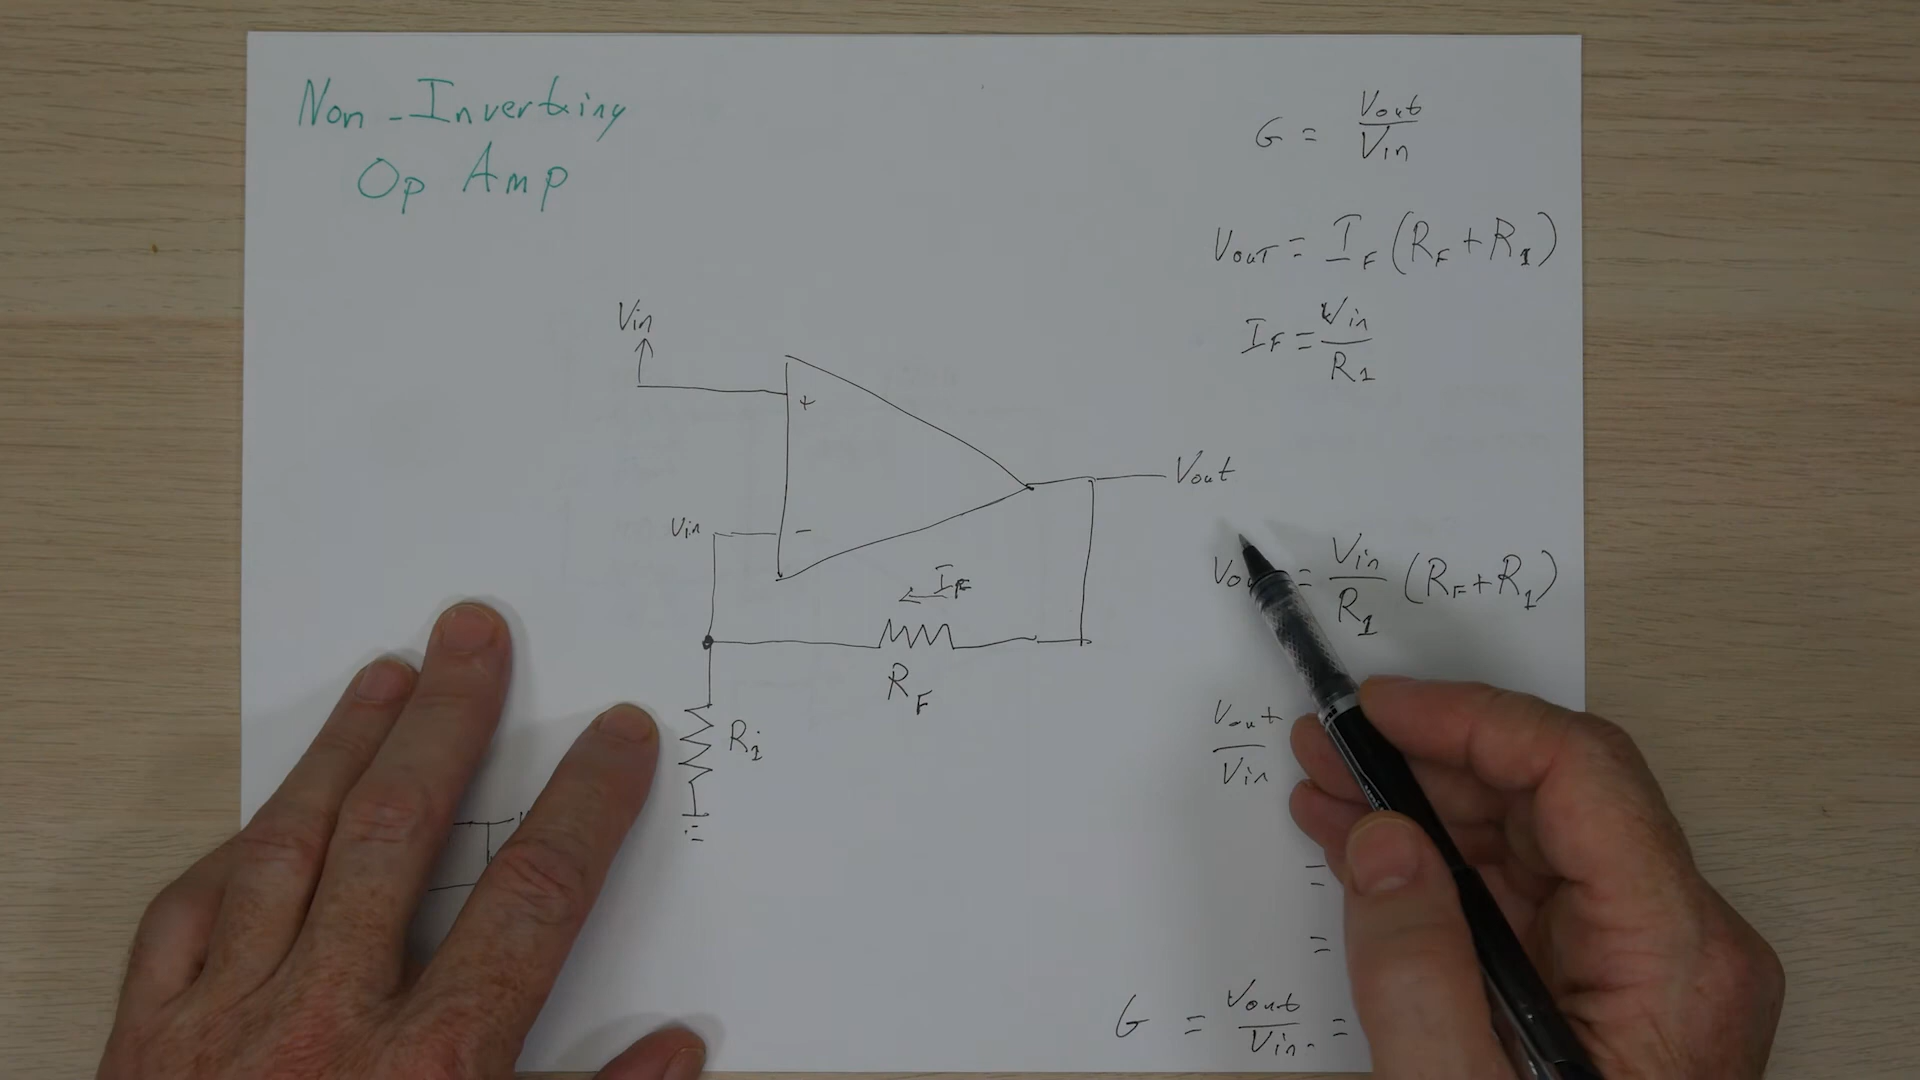 Non-Inverting
Op Amp
G = Vout/Vin
VOUT = IF (RF + R1)
IF = Vin/R1
Vin
+
Vout
Vin
-
IF
= Vin/R1 (RF + R1)
RF
R1
Vout/Vin
=
=
G = Vout/Vin =